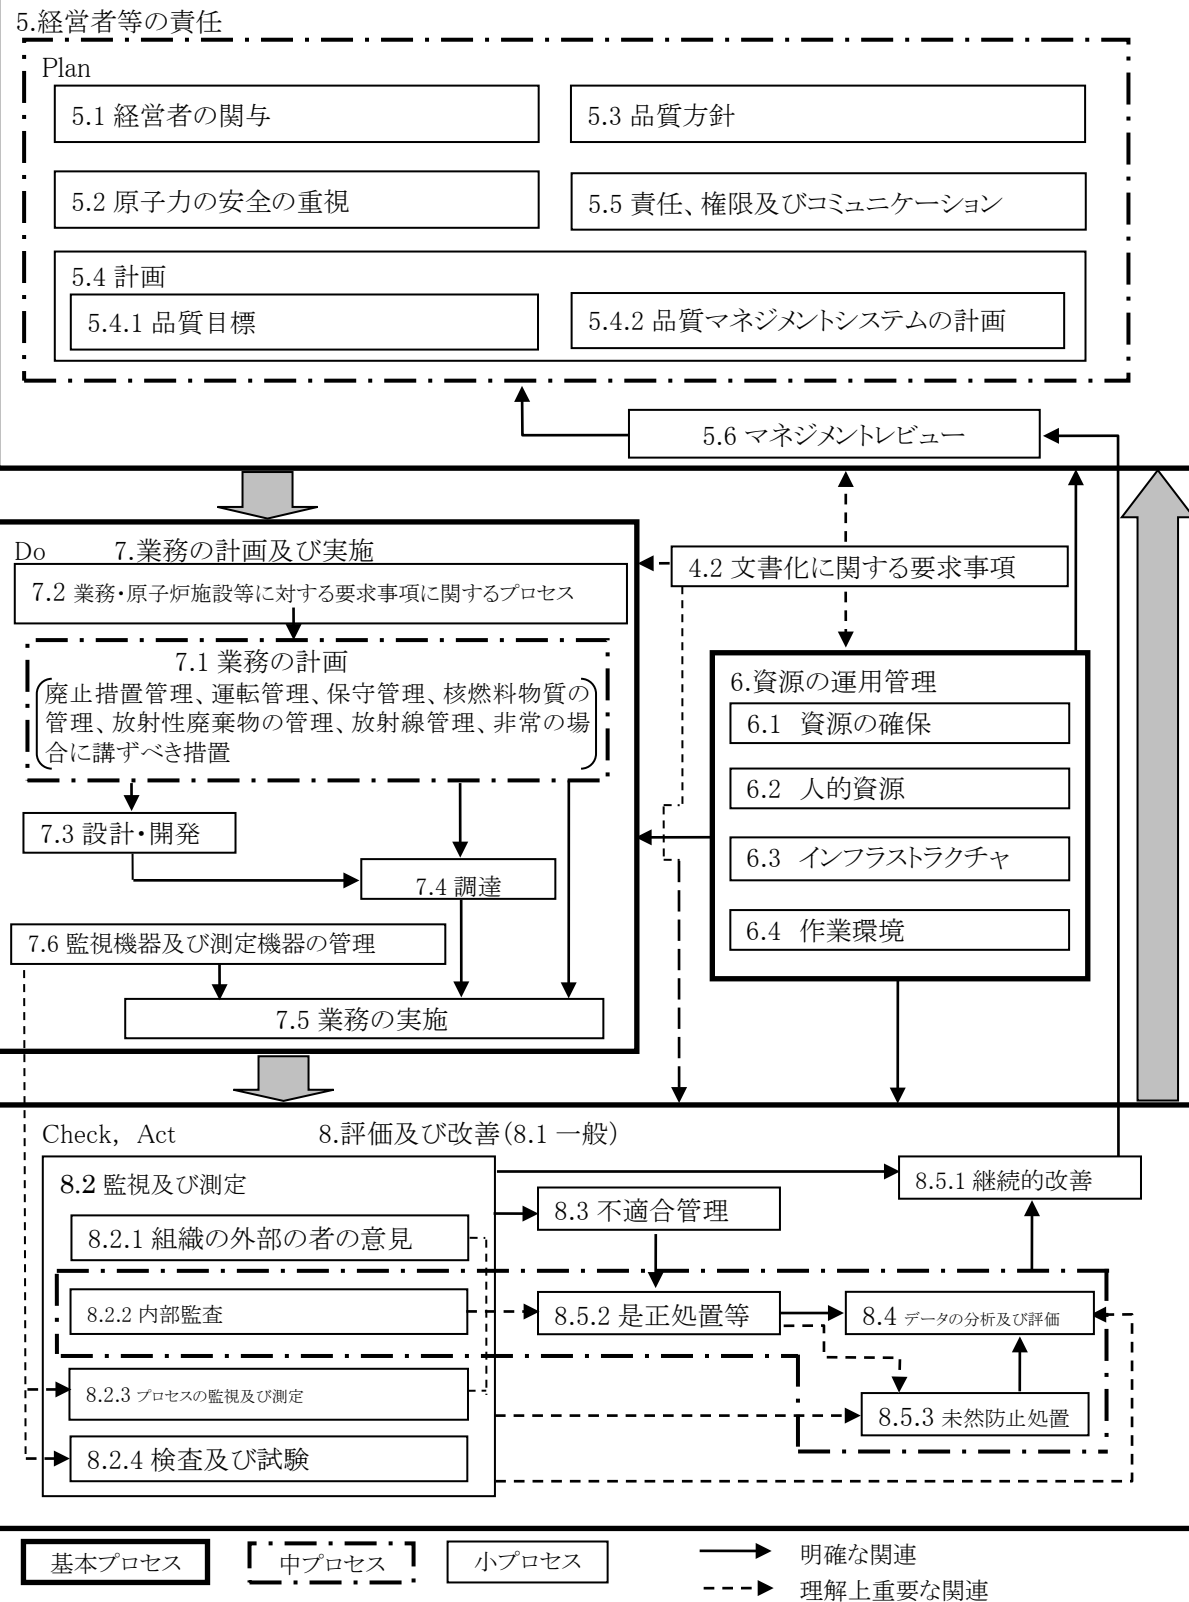 5.経営者等の責任
Plan
5.1 経営者の関与
5.3 品質方針
5.2 原子力の安全の重視
5.5 責任、権限及びコミュニケーション
5.4 計画
5.4.1 品質目標
5.4.2 品質マネジメントシステムの計画
5.6 マネジメントレビュー
Do 7.業務の計画及び実施
7.2 業務・原子炉施設等に対する要求事項に関するプロセス
4.2 文書化に関する要求事項
7.1 業務の計画
廃止措置管理、運転管理、保守管理、核燃料物質の
管理、放射性廃棄物の管理、放射線管理、非常の場
合に講ずべき措置
6.資源の運用管理
6.1 資源の確保
6.2 人的資源
6.3 インフラストラクチャ
6.4 作業環境
7.3 設計・開発
7.4 調達
7.6 監視機器及び測定機器の管理
7.5 業務の実施
Check, Act 8.評価及び改善(8.1 一般)
8.2 監視及び測定
8.5.1 継続的改善
8.3 不適合管理
8.2.1 組織の外部の者の意見
8.2.2 内部監査
8.5.2 是正処置等
8.4 データの分析及び評価
8.2.3 プロセスの監視及び測定
8.5.3 未然防止処置
8.2.4 検査及び試験
基本プロセス
中プロセス
小プロセス
明確な関連
理解上重要な関連